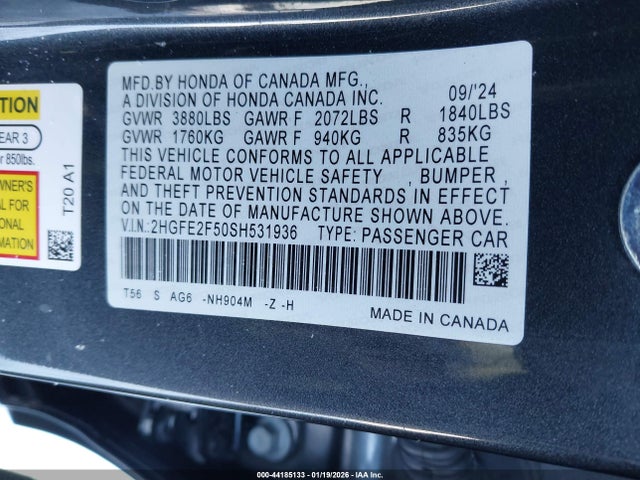 TION
EAR 3
r 850lbs.
WNER'S
AL FOR
ONAL
RMATION
T20 A1
MFD.BY HONDA OF CANADA MFG.,
A DIVISION OF HONDA CANADA INC. 09/'24
GVWR 3880LBS GAWR F 2072LBS R 1840LBS
GVWR 1760KG GAWR F 940KG R 835KG
THIS VEHICLE CONFORMS TO ALL APPLICABLE
FEDERAL MOTOR VEHICLE SAFETY , BUMPER ,
AND THEFT PREVENTION STANDARDS IN EFFECT
ON THE DATE OF MANUFACTURE SHOWN ABOVE.
V.I.N.:2HGFE2F50SH531936 TYPE: PASSENGER CAR
T56 S AG6 -NH904M -Z -H
MADE IN CANADA
000-44185133 - 01/19/2026 - IAA Inc.